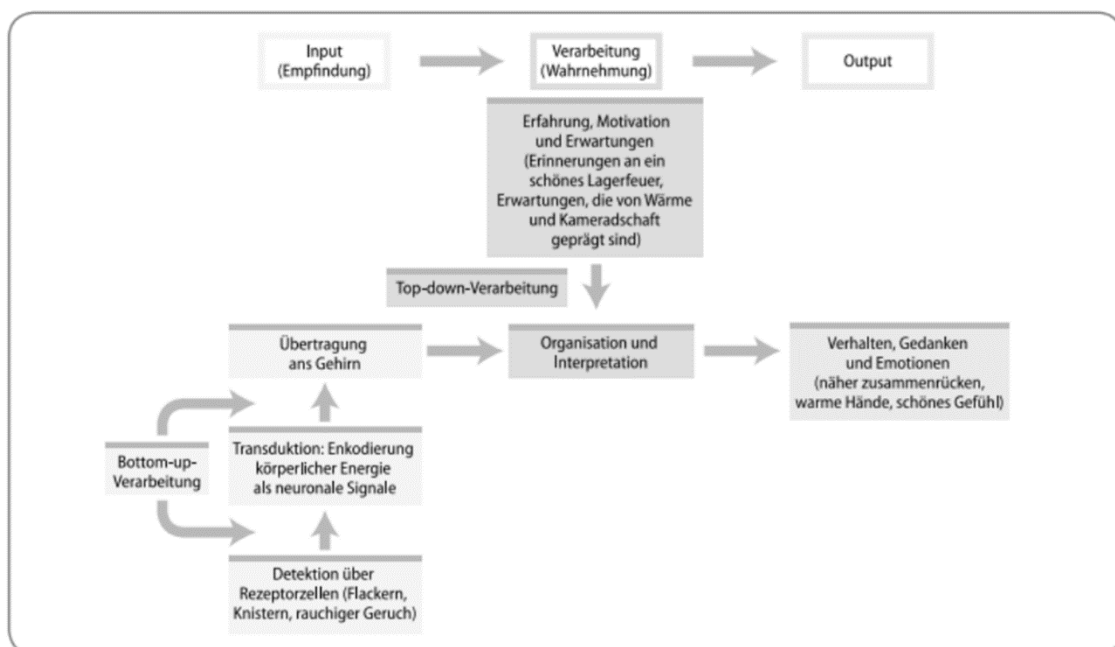 Input
(Empfindung)
Verarbeitung
(Wahrnehmung)
Output
Erfahrung, Motivation
und Erwartungen
(Erinnerungen an ein
schönes Lagerfeuer,
Erwartungen, die von Wärme
und Kameradschaft
geprägt sind)
Top-down-Verarbeitung
Übertragung
ans Gehirn
Organisation und
Interpretation
Verhalten, Gedanken
und Emotionen
(näher zusammenrücken,
warme Hände, schönes Gefühl)
Bottom-up-
Verarbeitung
Transduktion: Enkodierung
körperlicher Energie
als neuronale Signale
Detektion über
Rezeptorzellen (Flackern,
Knistern, rauchiger Geruch)